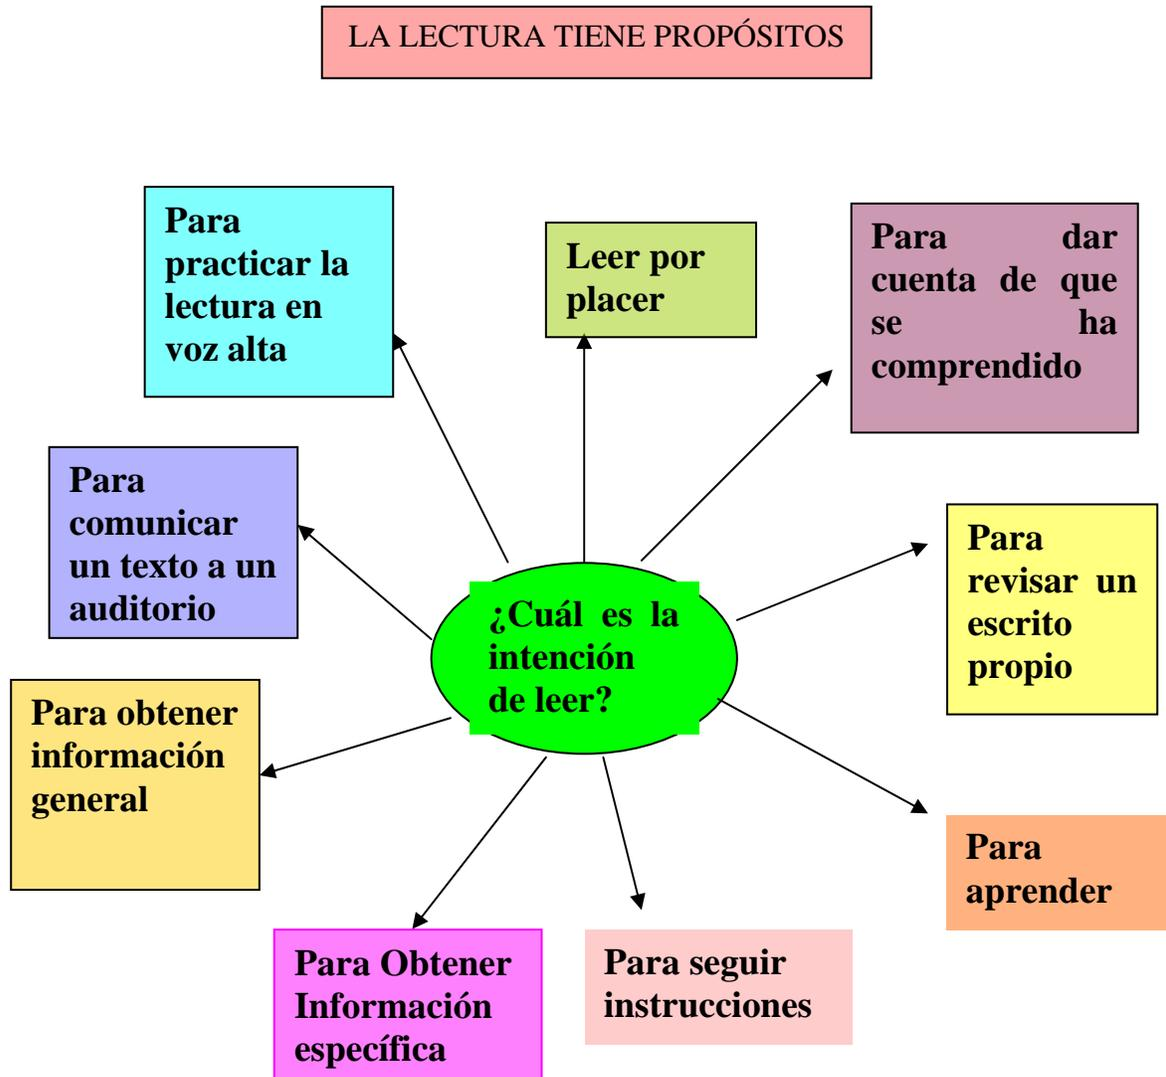 LA LECTURA TIENE PROPÓSITOS
Para
practicar la
lectura en
voz alta
Leer por
placer
Para dar
cuenta de que
se ha
comprendido
Para
comunicar
un texto a un
auditorio
Para
revisar un
escrito
propio
¿Cuál es la
intención
de leer?
Para obtener
información
general
Para
aprender
Para Obtener
Información
específica
Para seguir
instrucciones